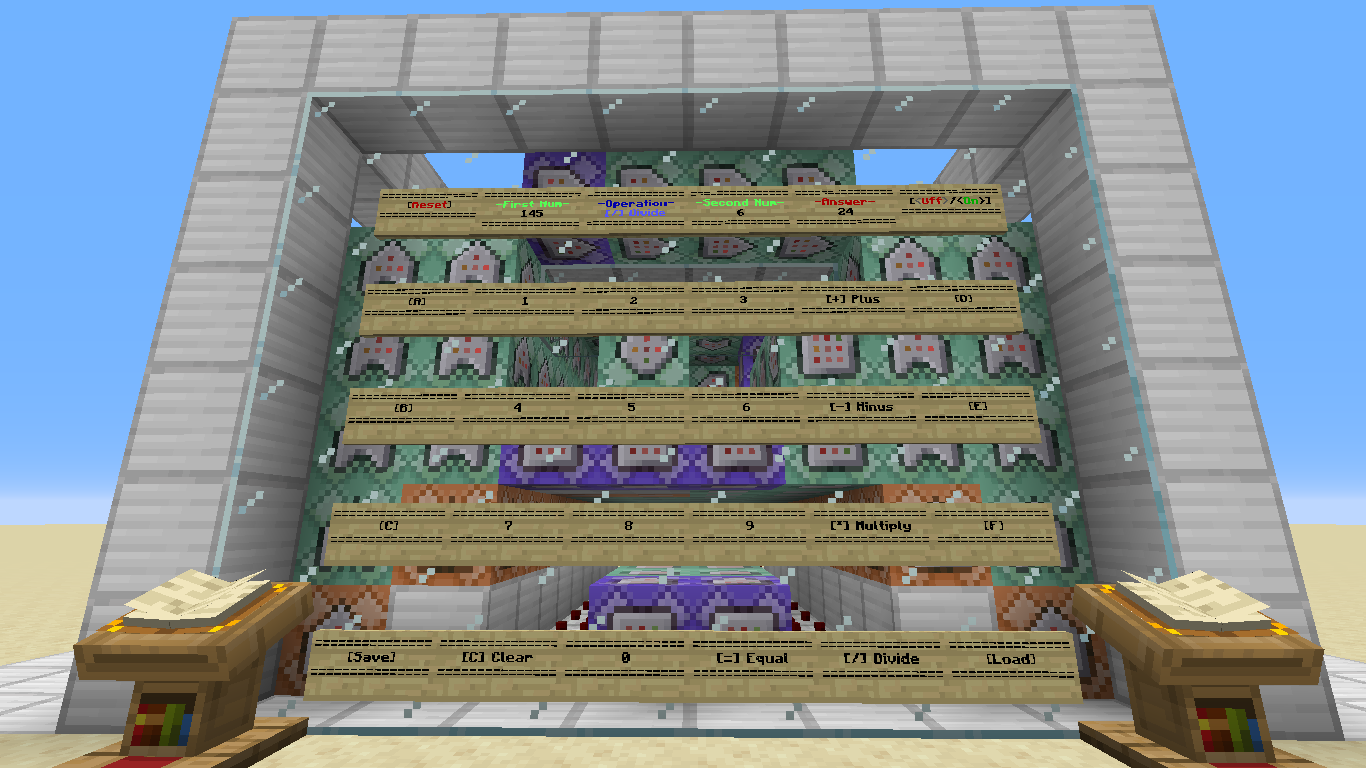 [Reset] -First Num- -Operation- -Second Num- -Answer- [<Off>/<On>]
145 [/] Divide 6 24
[A] 1 2 3 [+] Plus [D]
[B] 4 5 6 [-] Minus [E]
[C] 7 8 9 [*] Multiply [F]
[Save] [C] Clear 0 [=] Equal [/] Divide [Load]